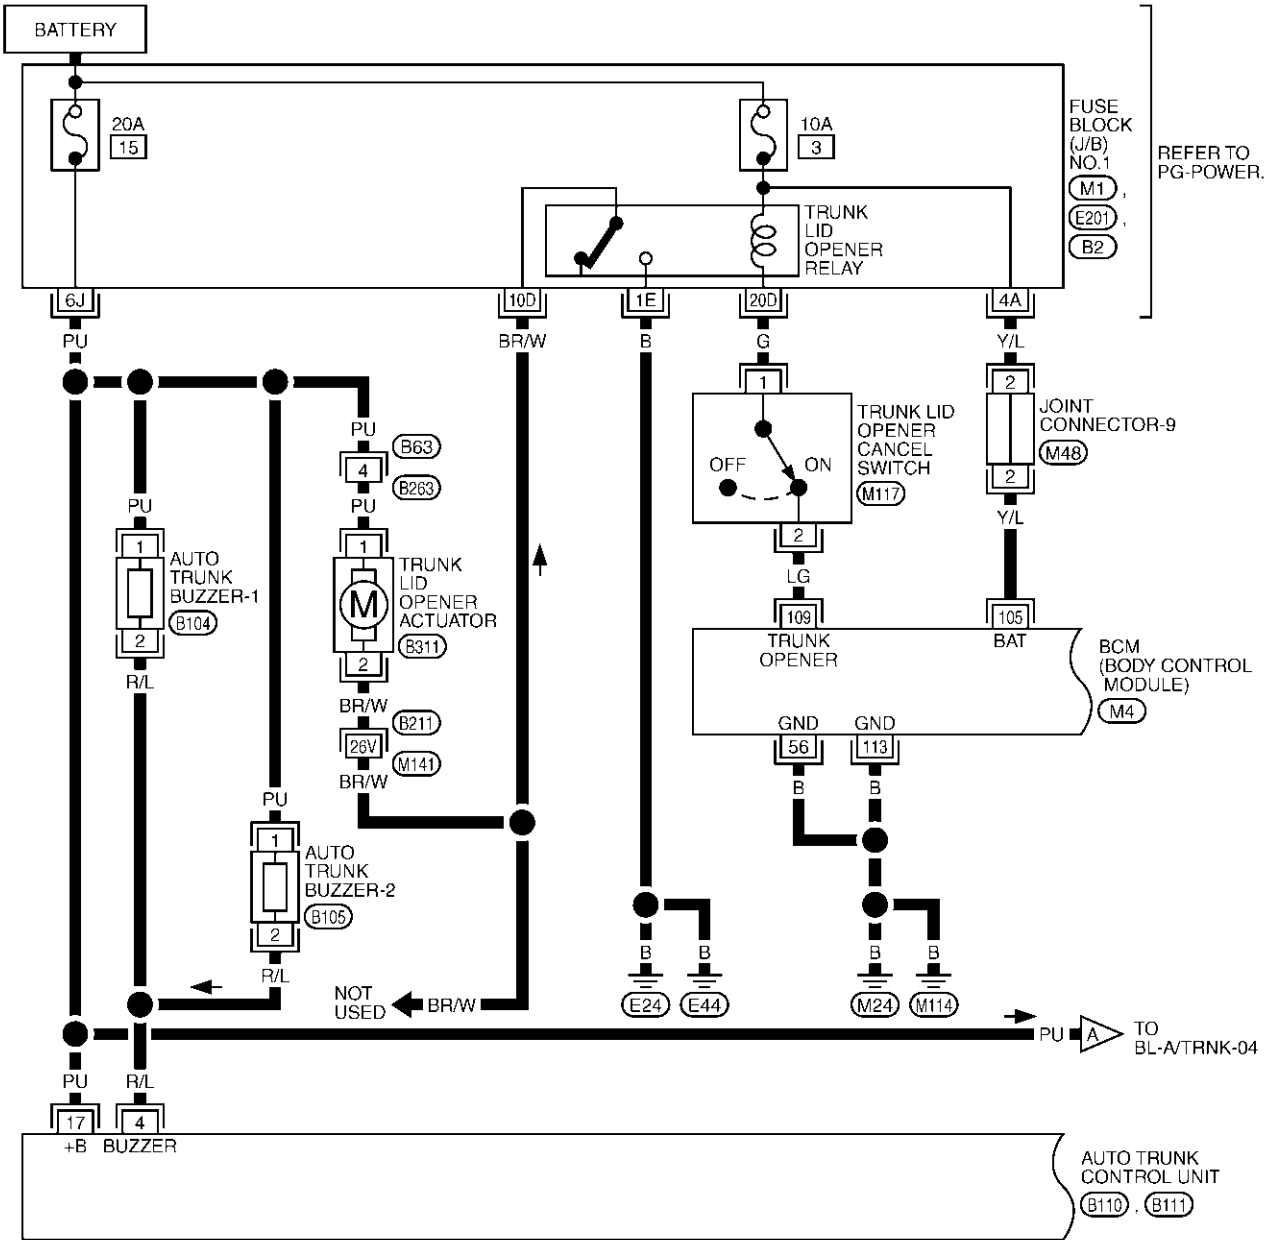 BATTERY
20A
15
10A
3
FUSE
BLOCK
(J/B)
NO.1
M1 ,
E201 ,
B2
REFER TO
PG-POWER.
TRUNK
LID
OPENER
RELAY
6J
10D
1E
20D
4A
PU
BR/W
B
G
Y/L
1
2
TRUNK LID
OPENER
CANCEL
SWITCH
M117
OFF
ON
2
JOINT
CONNECTOR-9
M48
2
PU
B63
4
B263
PU
PU
1
AUTO
TRUNK
BUZZER-1
B104
2
R/L
1
TRUNK
LID
OPENER
ACTUATOR
M
B311
2
BR/W
B211
26V
M141
BR/W
LG
Y/L
109
105
TRUNK
OPENER
BAT
BCM
(BODY CONTROL
MODULE)
M4
GND
GND
56
113
B
B
PU
1
AUTO
TRUNK
BUZZER-2
B105
2
R/L
NOT
USED
BR/W
B
B
B
B
E24
E44
M24
M114
PU
A
TO
BL-A/TRNK-04
PU
R/L
17
4
+B
BUZZER
AUTO TRUNK
CONTROL UNIT
B110 , B111